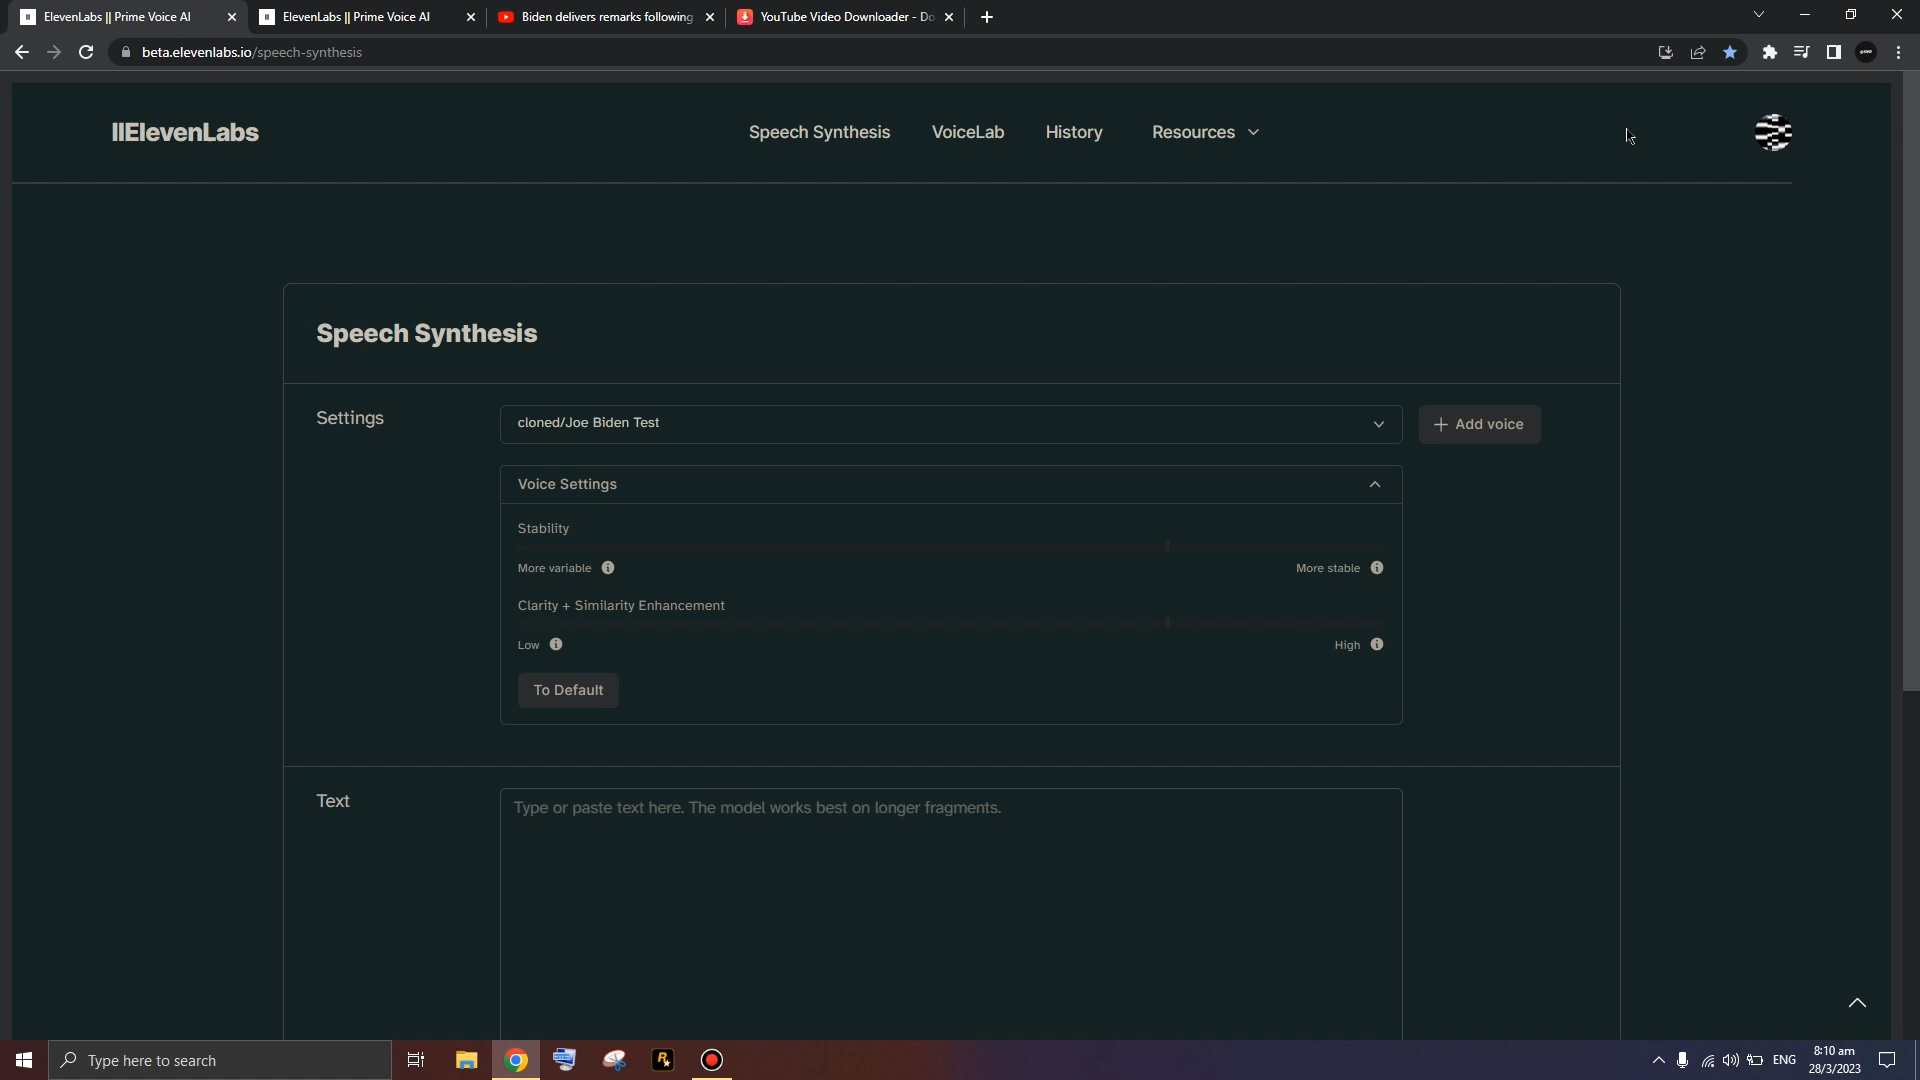 ElevenLabs || Prime Voice AI
ElevenLabs || Prime Voice AI
Biden delivers remarks following
YouTube Video Downloader - Do
beta.elevenlabs.io/speech-synthesis
IIElevenLabs
Speech Synthesis
VoiceLab
History
Resources
Speech Synthesis
Settings
cloned/Joe Biden Test
+ Add voice
Voice Settings
Stability
More variable
More stable
Clarity + Similarity Enhancement
Low
High
To Default
Text
Type or paste text here. The model works best on longer fragments.
Type here to search
ENG
8:10 am
28/3/2023